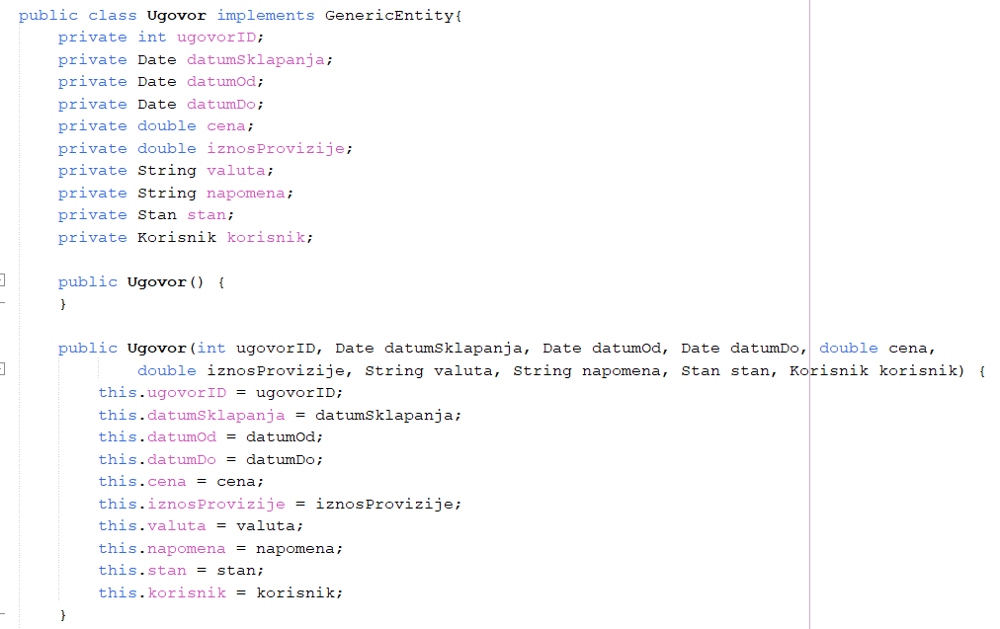 public class Ugovor implements GenericEntity{
    private int ugovorID;
    private Date datumSklapanja;
    private Date datumOd;
    private Date datumDo;
    private double cena;
    private double iznosProvizije;
    private String valuta;
    private String napomena;
    private Stan stan;
    private Korisnik korisnik;

    public Ugovor() {
    }

    public Ugovor(int ugovorID, Date datumSklapanja, Date datumOd, Date datumDo, double cena,
            double iznosProvizije, String valuta, String napomena, Stan stan, Korisnik korisnik) {
        this.ugovorID = ugovorID;
        this.datumSklapanja = datumSklapanja;
        this.datumOd = datumOd;
        this.datumDo = datumDo;
        this.cena = cena;
        this.iznosProvizije = iznosProvizije;
        this.valuta = valuta;
        this.napomena = napomena;
        this.stan = stan;
        this.korisnik = korisnik;
    }